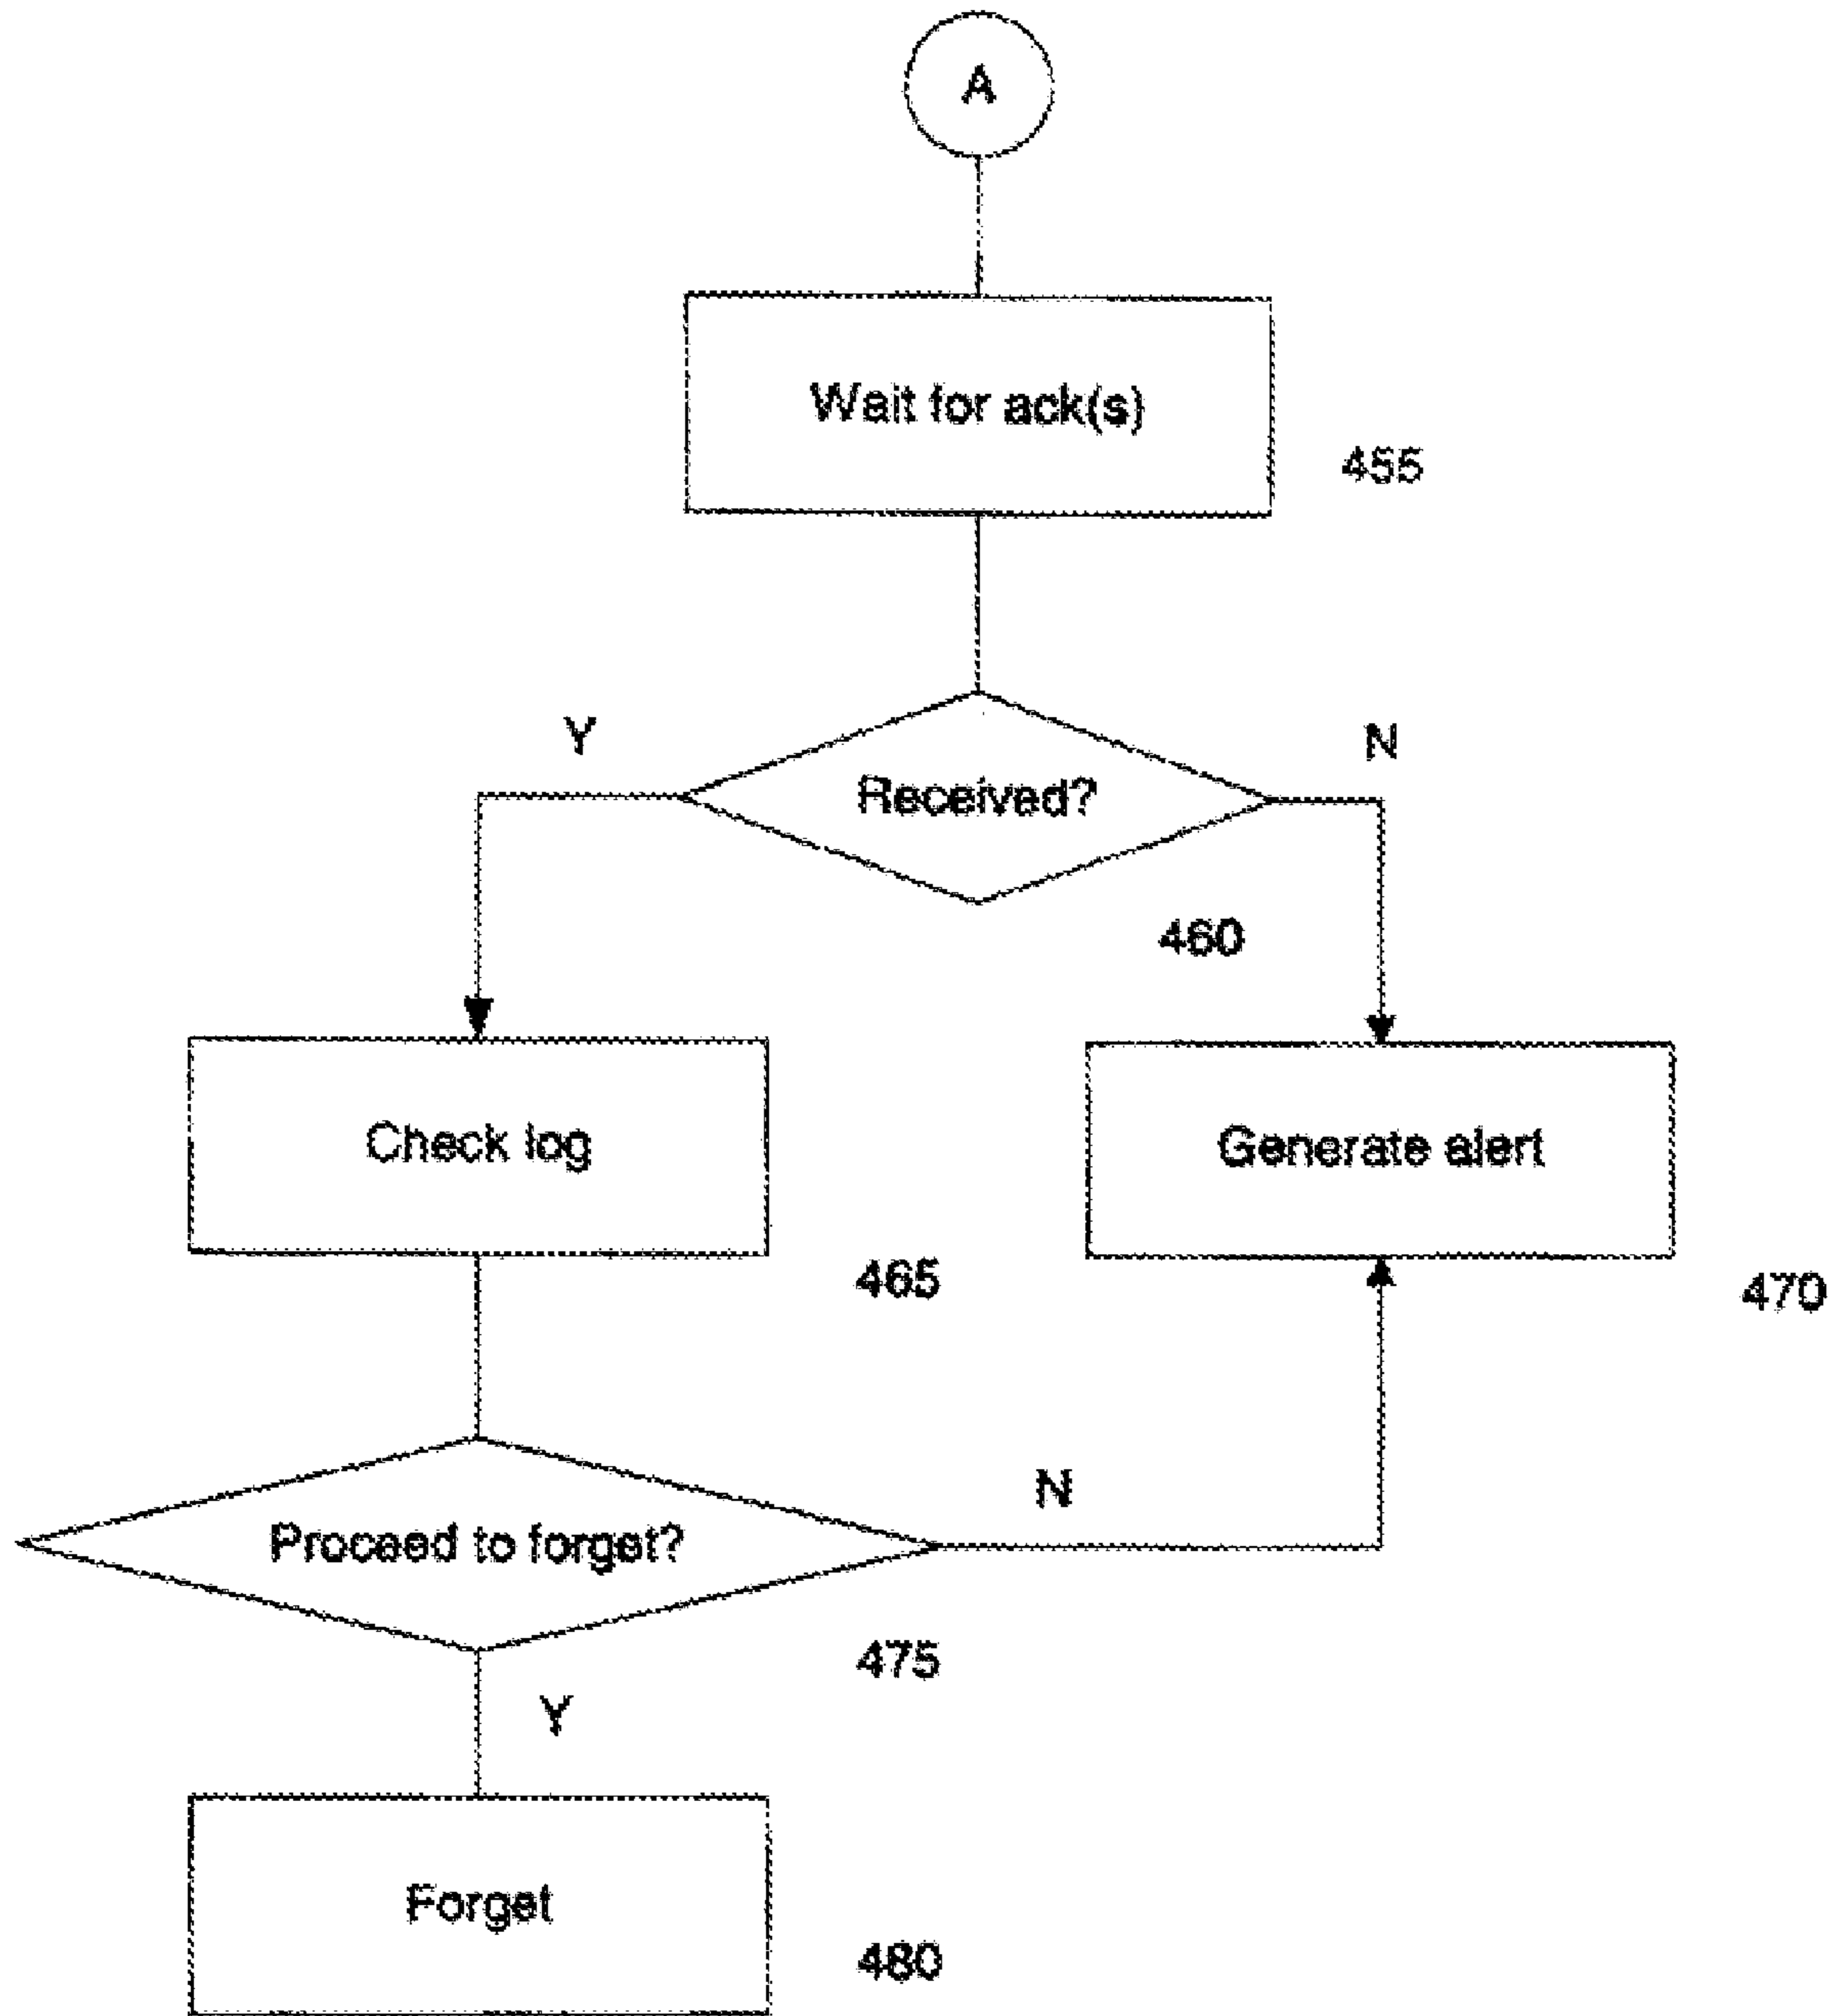 A
Wait for ack(s)
455
Y
N
Received?
460
Check log
Generate alert
465
470
N
Proceed to forget?
475
Y
Forget
480